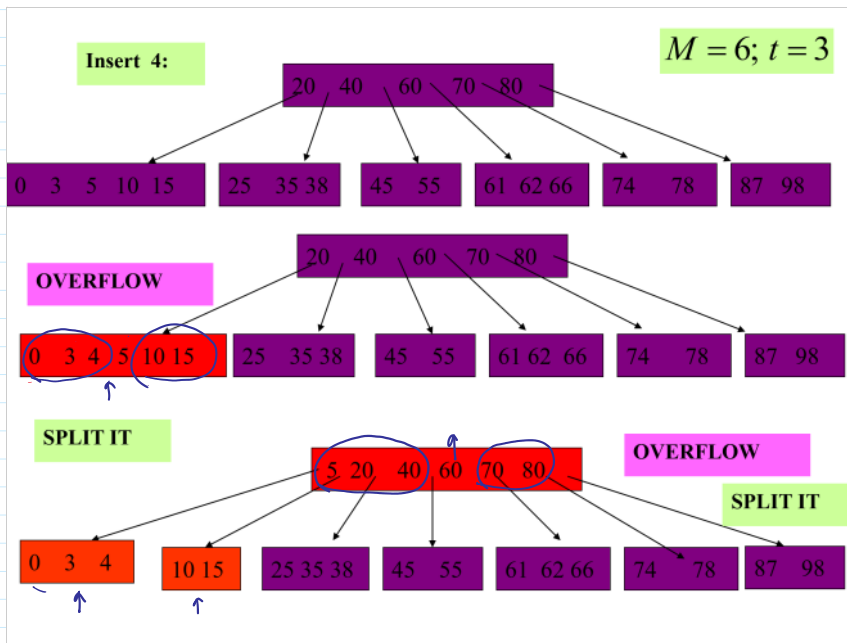 Insert 4:
M = 6; t = 3
20 40 60 70 80
0 3 5 10 15
25 35 38
45 55
61 62 66
74 78
87 98
20 40 60 70 80
OVERFLOW
0 3 4 5 10 15
25 35 38
45 55
61 62 66
74 78
87 98
SPLIT IT
5 20 40 60 70 80
OVERFLOW
SPLIT IT
0 3 4
10 15
25 35 38
45 55
61 62 66
74 78
87 98